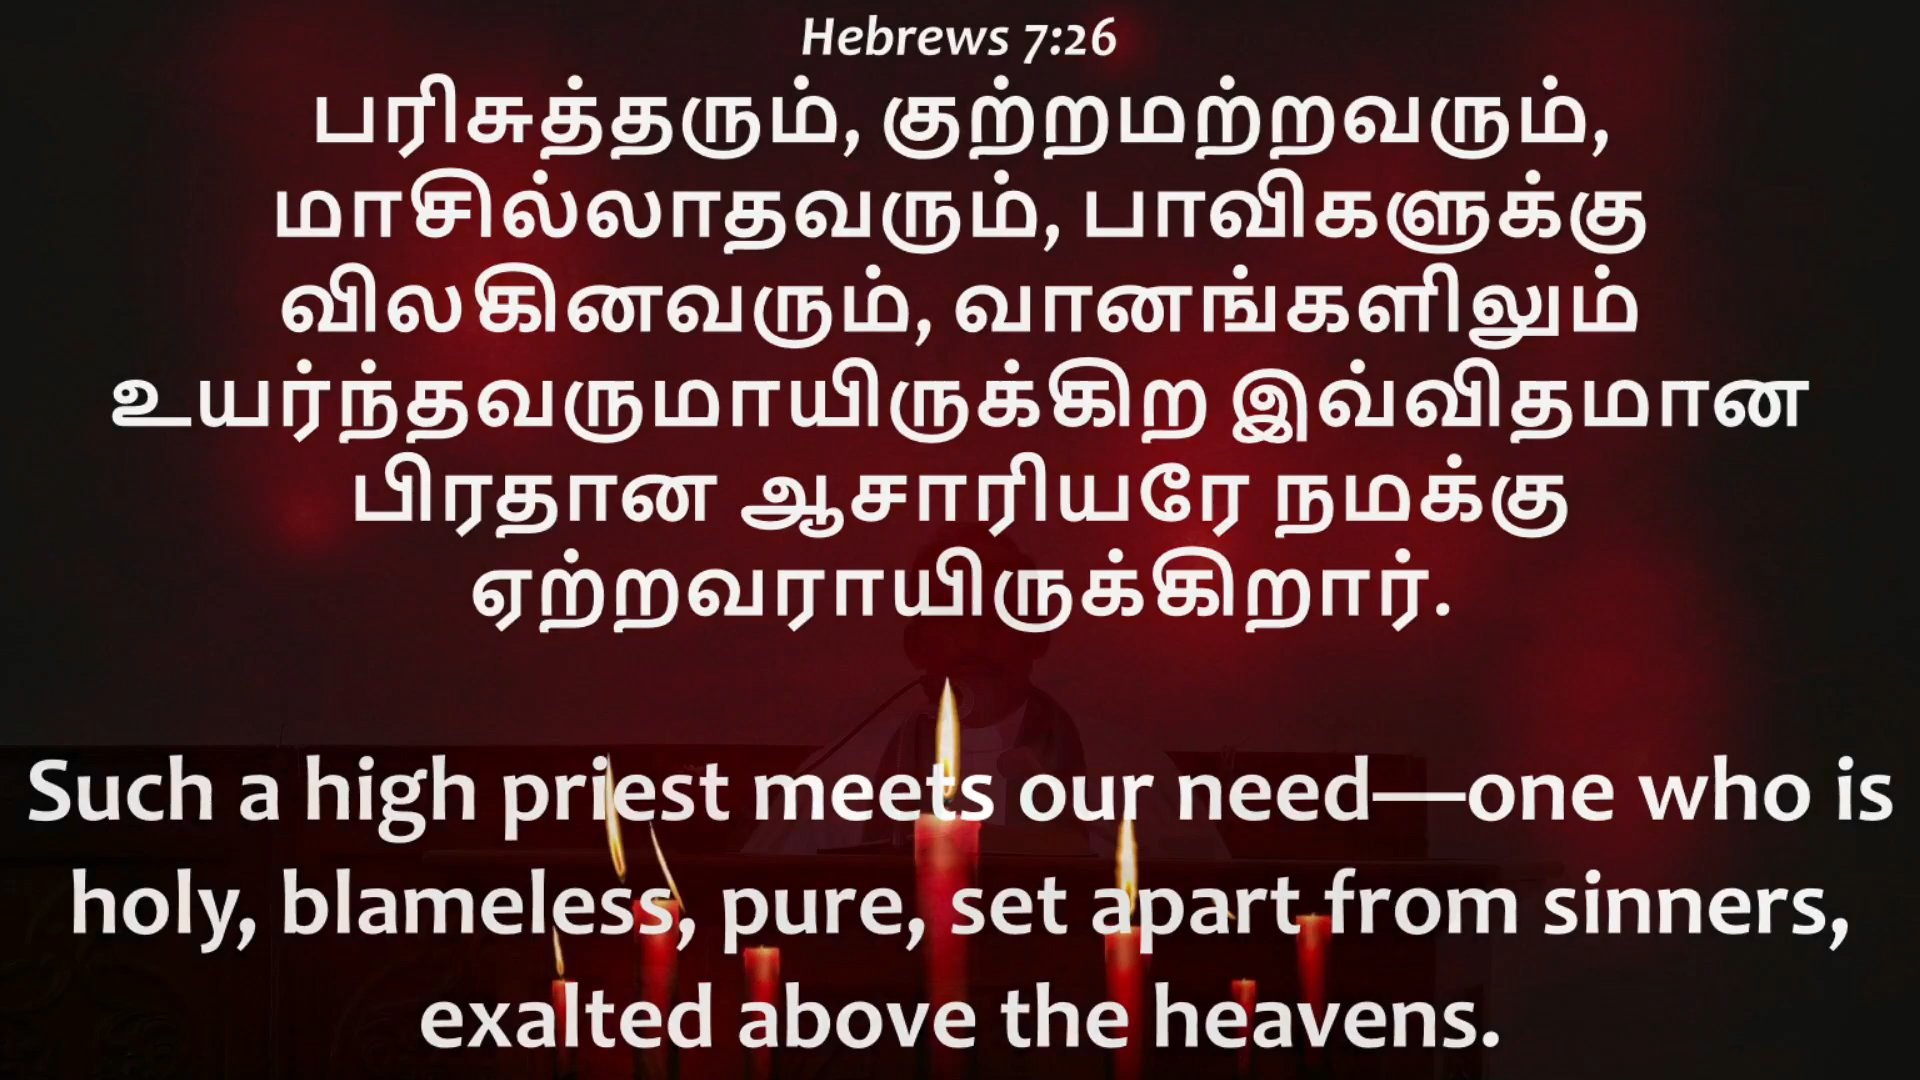 Hebrews 7:26
பரிசுத்தரும், குற்றமற்றவரும்,
மாசில்லாதவரும், பாவிகளுக்கு
விலகினவரும், வானங்களிலும்
உயர்ந்தவருமாயிருக்கிற இவ்விதமான
பிரதான ஆசாரியரே நமக்கு
ஏற்றவராயிருக்கிறார்.
Such a high priest meets our need—one who is
holy, blameless, pure, set apart from sinners,
exalted above the heavens.